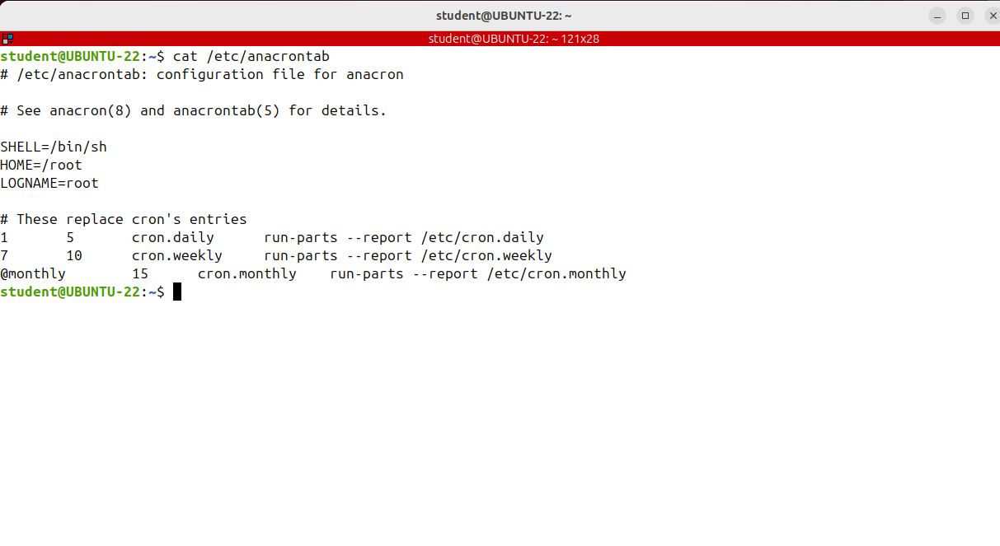 student@UBUNTU-22: ~
student@UBUNTU-22: ~ 121x28
student@UBUNTU-22:~$ cat /etc/anacrontab
# /etc/anacrontab: configuration file for anacron
# See anacron(8) and anacrontab(5) for details.
SHELL=/bin/sh
HOME=/root
LOGNAME=root
# These replace cron's entries
1       5       cron.daily      run-parts --report /etc/cron.daily
7       10      cron.weekly     run-parts --report /etc/cron.weekly
@monthly        15      cron.monthly    run-parts --report /etc/cron.monthly
student@UBUNTU-22:~$